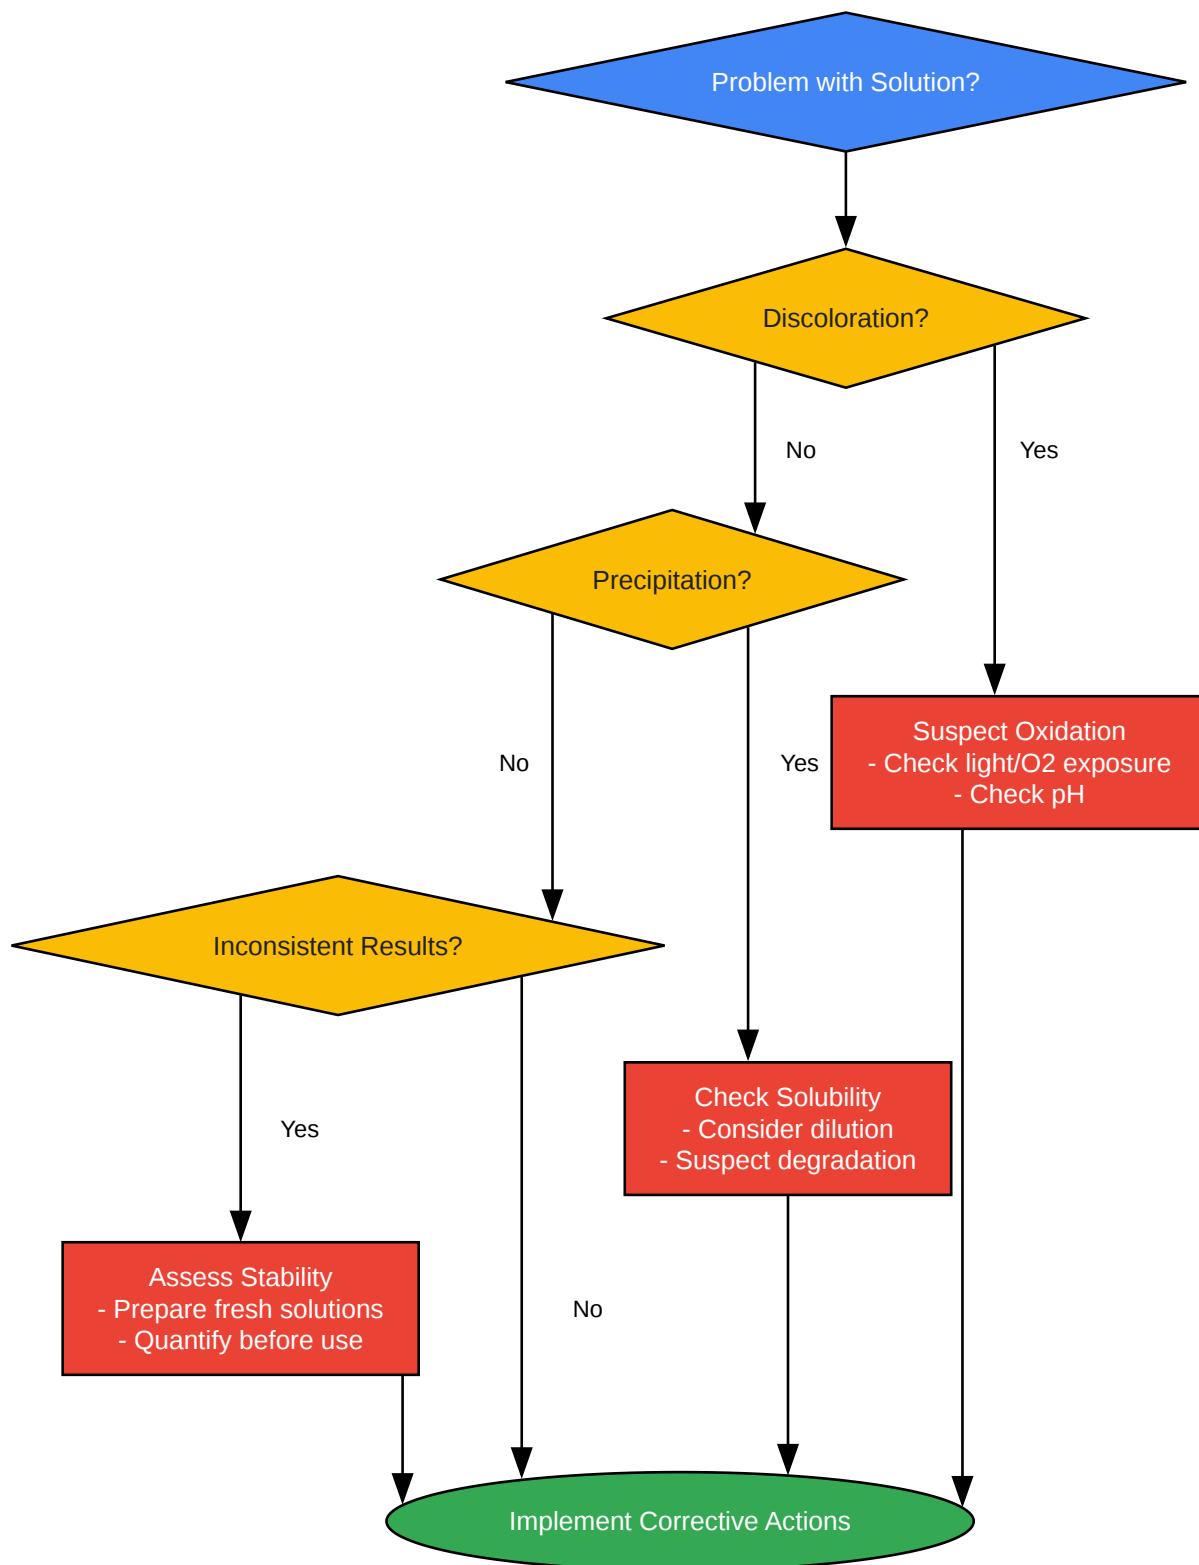 Problem with Solution?
Discoloration?
No
Yes
Precipitation?
Suspect Oxidation
- Check light/O2 exposure
- Check pH
No
Yes
Inconsistent Results?
Check Solubility
- Consider dilution
- Suspect degradation
Yes
Assess Stability
- Prepare fresh solutions
- Quantify before use
No
Implement Corrective Actions